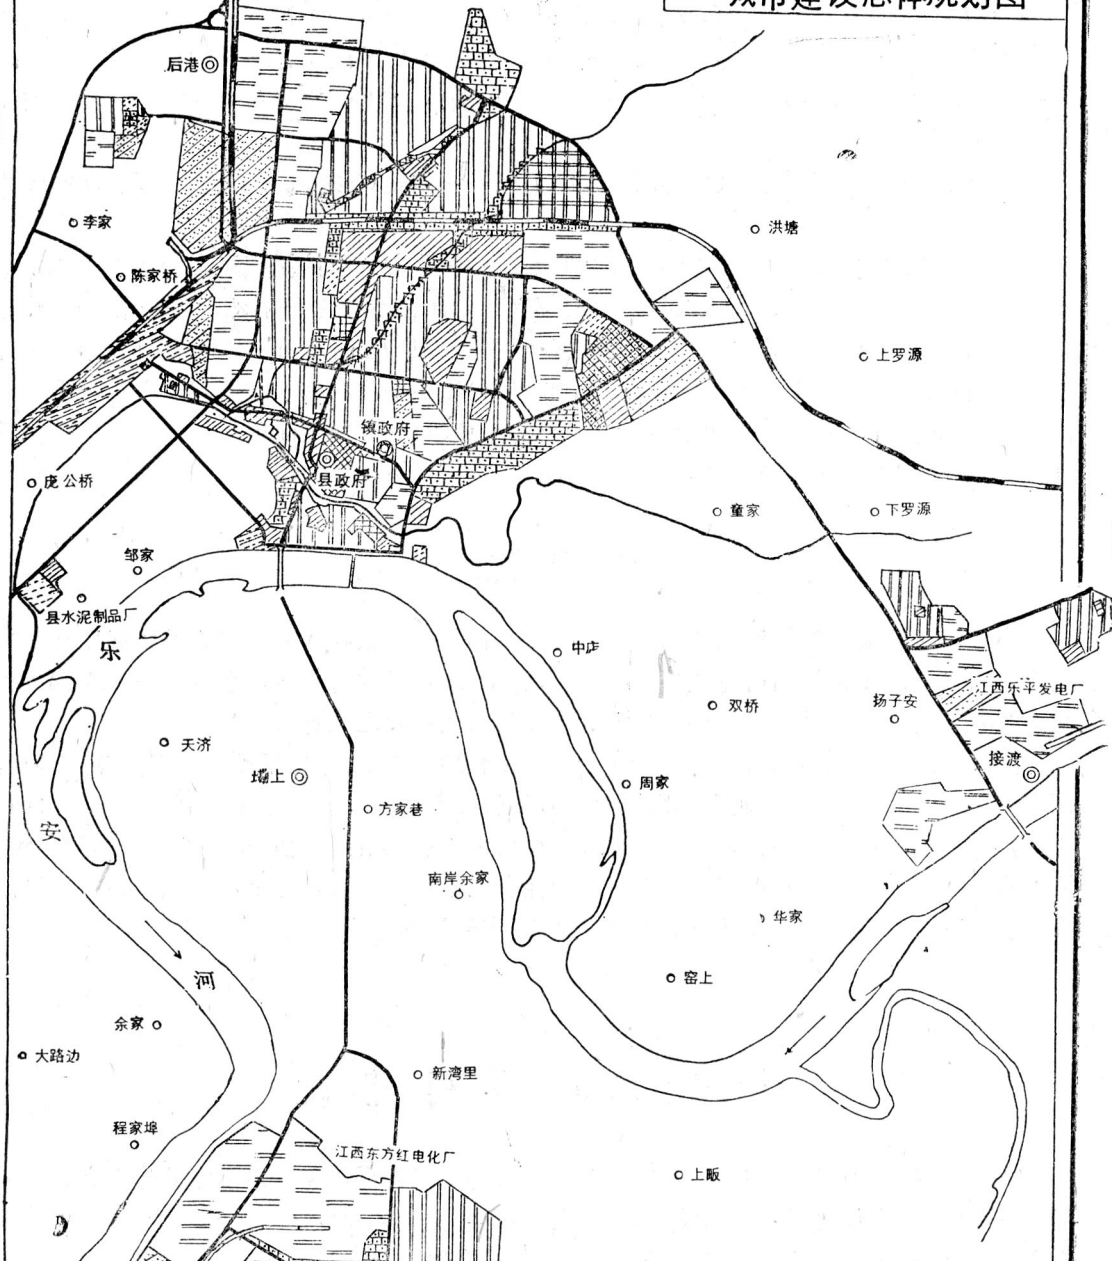 城市建设总体规划图
后港
李家
洪塘
陈家桥
上罗源
镇政府
县政府
庞公桥
童家
下罗源
邹家
县水泥制品厂
乐
中店
江西乐平发电厂
扬子安
双桥
天济
接渡
坝上
周家
方家巷
安
南岸余家
华家
河
窑上
余家
大路边
新湾里
程家埠
江西东方红电化厂
上畈